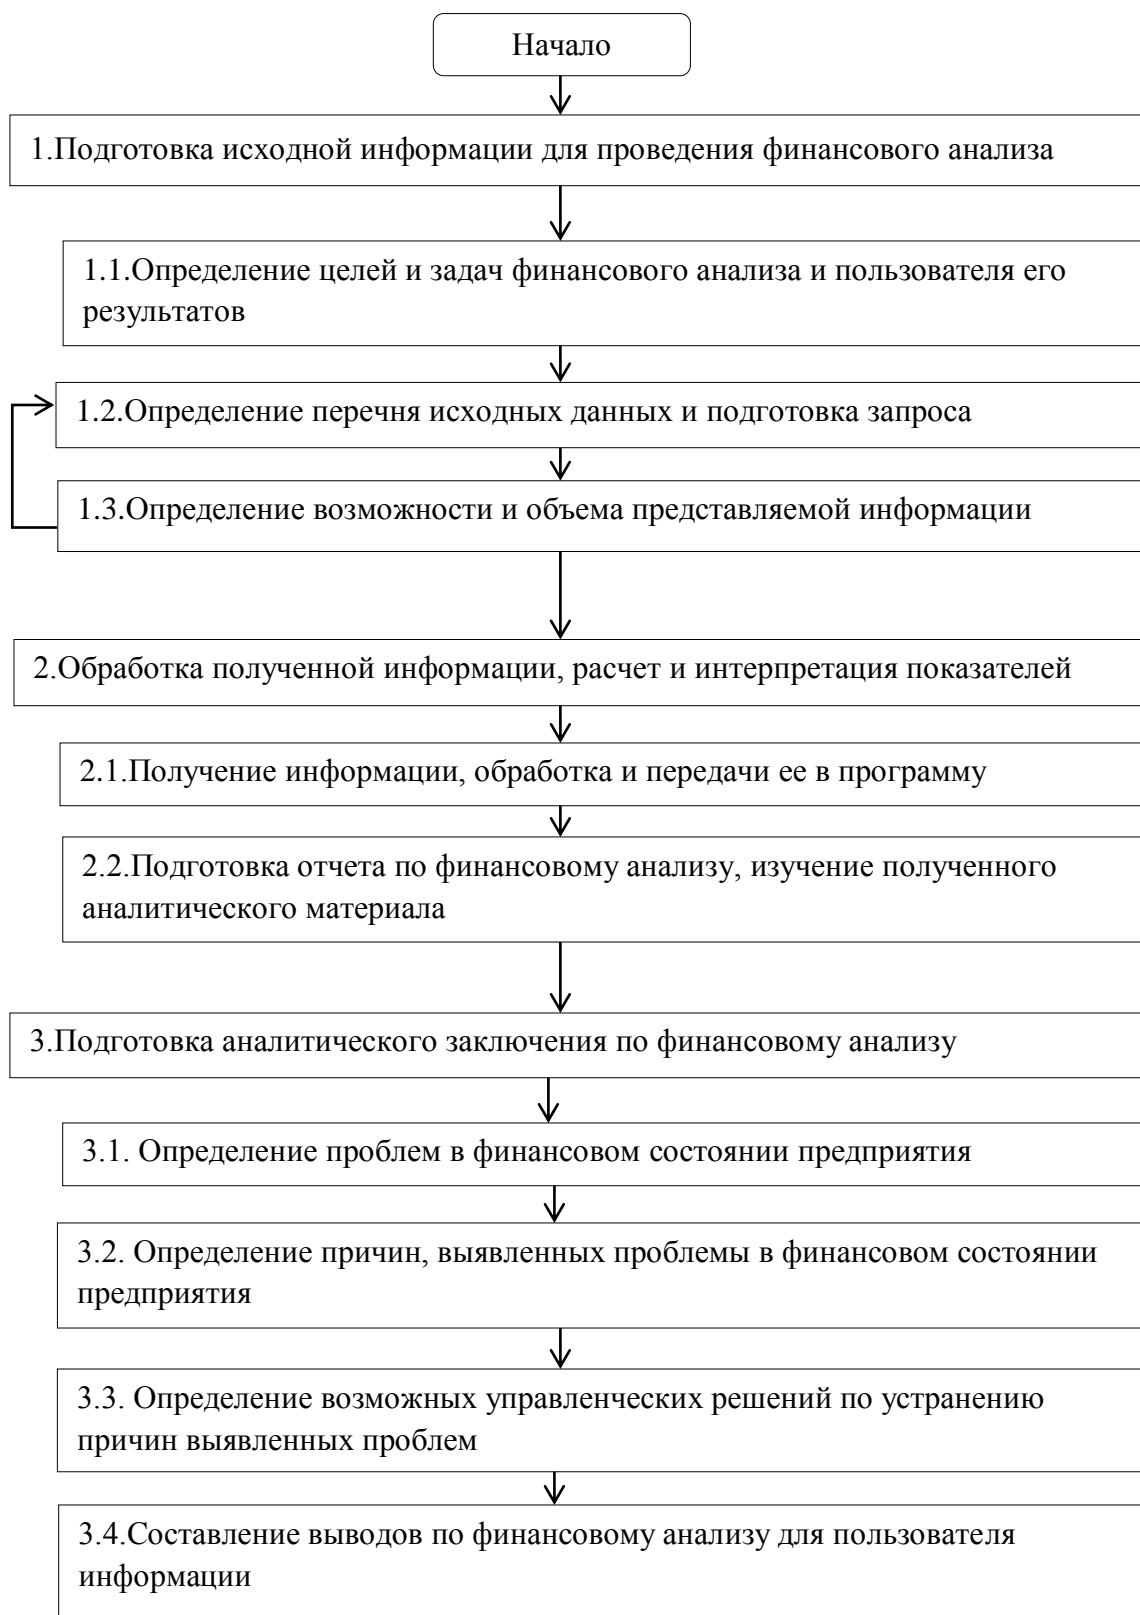 Начало
1.Подготовка исходной информации для проведения финансового анализа
1.1.Определение целей и задач финансового анализа и пользователя его
результатов
1.2.Определение перечня исходных данных и подготовка запроса
1.3.Определение возможности и объема представляемой информации
2.Обработка полученной информации, расчет и интерпретация показателей
2.1.Получение информации, обработка и передачи ее в программу
2.2.Подготовка отчета по финансовому анализу, изучение полученного
аналитического материала
3.Подготовка аналитического заключения по финансовому анализу
3.1. Определение проблем в финансовом состоянии предприятия
3.2. Определение причин, выявленных проблемы в финансовом состоянии
предприятия
3.3. Определение возможных управленческих решений по устранению
причин выявленных проблем
3.4.Составление выводов по финансовому анализу для пользователя
информации